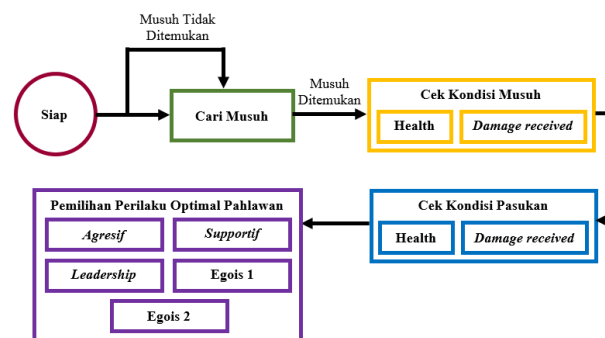 Musuh Tidak
Ditemukan
Siap
Cari Musuh
Musuh
Ditemukan
Cek Kondisi Musuh
Health
Damage received
Pemilihan Perilaku Optimal Pahlawan
Agresif
Supportif
Leadership
Egois 1
Egois 2
Cek Kondisi Pasukan
Health
Damage received